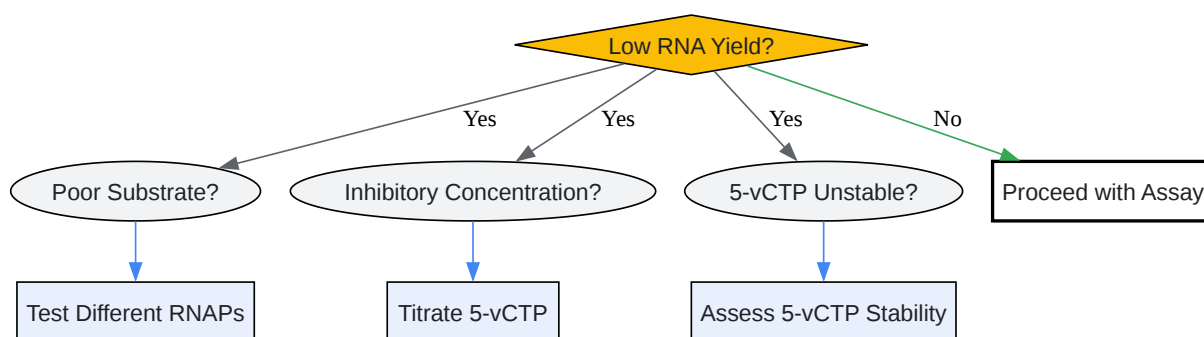 Low RNA Yield?
Yes
Yes
Yes
No
Poor Substrate?
Inhibitory Concentration?
5-vCTP Unstable?
Proceed with Assay
Test Different RNAPs
Titrate 5-vCTP
Assess 5-vCTP Stability